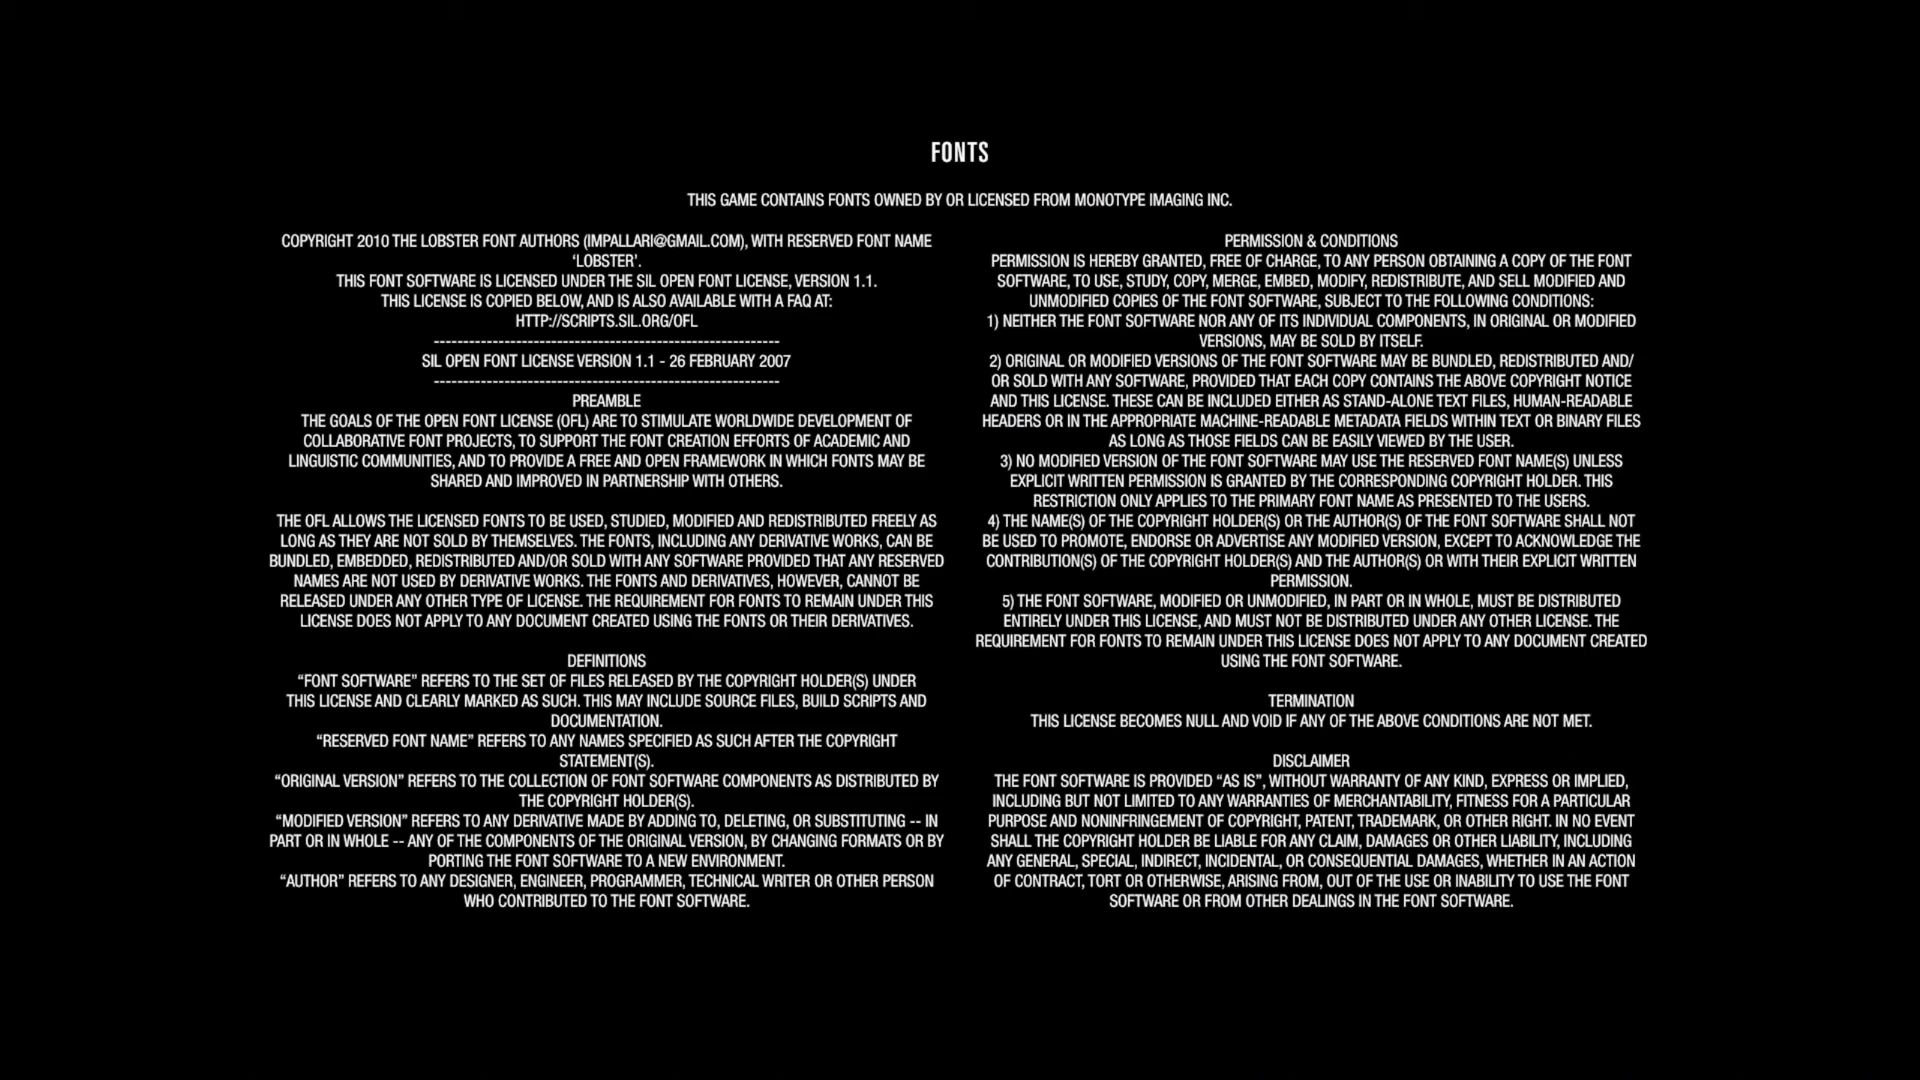 FONTS
THIS GAME CONTAINS FONTS OWNED BY OR LICENSED FROM MONOTYPE IMAGING INC.
COPYRIGHT 2010 THE LOBSTER FONT AUTHORS (IMPALLARI@GMAIL.COM), WITH RESERVED FONT NAME
‘LOBSTER’.
THIS FONT SOFTWARE IS LICENSED UNDER THE SIL OPEN FONT LICENSE, VERSION 1.1.
THIS LICENSE IS COPIED BELOW, AND IS ALSO AVAILABLE WITH A FAQ AT:
HTTP://SCRIPTS.SIL.ORG/OFL
-----------------------------------------------------------
SIL OPEN FONT LICENSE VERSION 1.1 - 26 FEBRUARY 2007
-----------------------------------------------------------
PREAMBLE
THE GOALS OF THE OPEN FONT LICENSE (OFL) ARE TO STIMULATE WORLDWIDE DEVELOPMENT OF
COLLABORATIVE FONT PROJECTS, TO SUPPORT THE FONT CREATION EFFORTS OF ACADEMIC AND
LINGUISTIC COMMUNITIES, AND TO PROVIDE A FREE AND OPEN FRAMEWORK IN WHICH FONTS MAY BE
SHARED AND IMPROVED IN PARTNERSHIP WITH OTHERS.
THE OFL ALLOWS THE LICENSED FONTS TO BE USED, STUDIED, MODIFIED AND REDISTRIBUTED FREELY AS
LONG AS THEY ARE NOT SOLD BY THEMSELVES. THE FONTS, INCLUDING ANY DERIVATIVE WORKS, CAN BE
BUNDLED, EMBEDDED, REDISTRIBUTED AND/OR SOLD WITH ANY SOFTWARE PROVIDED THAT ANY RESERVED
NAMES ARE NOT USED BY DERIVATIVE WORKS. THE FONTS AND DERIVATIVES, HOWEVER, CANNOT BE
RELEASED UNDER ANY OTHER TYPE OF LICENSE. THE REQUIREMENT FOR FONTS TO REMAIN UNDER THIS
LICENSE DOES NOT APPLY TO ANY DOCUMENT CREATED USING THE FONTS OR THEIR DERIVATIVES.
DEFINITIONS
“FONT SOFTWARE” REFERS TO THE SET OF FILES RELEASED BY THE COPYRIGHT HOLDER(S) UNDER
THIS LICENSE AND CLEARLY MARKED AS SUCH. THIS MAY INCLUDE SOURCE FILES, BUILD SCRIPTS AND
DOCUMENTATION.
“RESERVED FONT NAME” REFERS TO ANY NAMES SPECIFIED AS SUCH AFTER THE COPYRIGHT
STATEMENT(S).
“ORIGINAL VERSION” REFERS TO THE COLLECTION OF FONT SOFTWARE COMPONENTS AS DISTRIBUTED BY
THE COPYRIGHT HOLDER(S).
“MODIFIED VERSION” REFERS TO ANY DERIVATIVE MADE BY ADDING TO, DELETING, OR SUBSTITUTING -- IN
PART OR IN WHOLE -- ANY OF THE COMPONENTS OF THE ORIGINAL VERSION, BY CHANGING FORMATS OR BY
PORTING THE FONT SOFTWARE TO A NEW ENVIRONMENT.
“AUTHOR” REFERS TO ANY DESIGNER, ENGINEER, PROGRAMMER, TECHNICAL WRITER OR OTHER PERSON
WHO CONTRIBUTED TO THE FONT SOFTWARE.
PERMISSION & CONDITIONS
PERMISSION IS HEREBY GRANTED, FREE OF CHARGE, TO ANY PERSON OBTAINING A COPY OF THE FONT
SOFTWARE, TO USE, STUDY, COPY, MERGE, EMBED, MODIFY, REDISTRIBUTE, AND SELL MODIFIED AND
UNMODIFIED COPIES OF THE FONT SOFTWARE, SUBJECT TO THE FOLLOWING CONDITIONS:
1) NEITHER THE FONT SOFTWARE NOR ANY OF ITS INDIVIDUAL COMPONENTS, IN ORIGINAL OR MODIFIED
VERSIONS, MAY BE SOLD BY ITSELF.
2) ORIGINAL OR MODIFIED VERSIONS OF THE FONT SOFTWARE MAY BE BUNDLED, REDISTRIBUTED AND/
OR SOLD WITH ANY SOFTWARE, PROVIDED THAT EACH COPY CONTAINS THE ABOVE COPYRIGHT NOTICE
AND THIS LICENSE. THESE CAN BE INCLUDED EITHER AS STAND-ALONE TEXT FILES, HUMAN-READABLE
HEADERS OR IN THE APPROPRIATE MACHINE-READABLE METADATA FIELDS WITHIN TEXT OR BINARY FILES
AS LONG AS THOSE FIELDS CAN BE EASILY VIEWED BY THE USER.
3) NO MODIFIED VERSION OF THE FONT SOFTWARE MAY USE THE RESERVED FONT NAME(S) UNLESS
EXPLICIT WRITTEN PERMISSION IS GRANTED BY THE CORRESPONDING COPYRIGHT HOLDER. THIS
RESTRICTION ONLY APPLIES TO THE PRIMARY FONT NAME AS PRESENTED TO THE USERS.
4) THE NAME(S) OF THE COPYRIGHT HOLDER(S) OR THE AUTHOR(S) OF THE FONT SOFTWARE SHALL NOT
BE USED TO PROMOTE, ENDORSE OR ADVERTISE ANY MODIFIED VERSION, EXCEPT TO ACKNOWLEDGE THE
CONTRIBUTION(S) OF THE COPYRIGHT HOLDER(S) AND THE AUTHOR(S) OR WITH THEIR EXPLICIT WRITTEN
PERMISSION.
5) THE FONT SOFTWARE, MODIFIED OR UNMODIFIED, IN PART OR IN WHOLE, MUST BE DISTRIBUTED
ENTIRELY UNDER THIS LICENSE, AND MUST NOT BE DISTRIBUTED UNDER ANY OTHER LICENSE. THE
REQUIREMENT FOR FONTS TO REMAIN UNDER THIS LICENSE DOES NOT APPLY TO ANY DOCUMENT CREATED
USING THE FONT SOFTWARE.
TERMINATION
THIS LICENSE BECOMES NULL AND VOID IF ANY OF THE ABOVE CONDITIONS ARE NOT MET.
DISCLAIMER
THE FONT SOFTWARE IS PROVIDED “AS IS”, WITHOUT WARRANTY OF ANY KIND, EXPRESS OR IMPLIED,
INCLUDING BUT NOT LIMITED TO ANY WARRANTIES OF MERCHANTABILITY, FITNESS FOR A PARTICULAR
PURPOSE AND NONINFRINGEMENT OF COPYRIGHT, PATENT, TRADEMARK, OR OTHER RIGHT. IN NO EVENT
SHALL THE COPYRIGHT HOLDER BE LIABLE FOR ANY CLAIM, DAMAGES OR OTHER LIABILITY, INCLUDING
ANY GENERAL, SPECIAL, INDIRECT, INCIDENTAL, OR CONSEQUENTIAL DAMAGES, WHETHER IN AN ACTION
OF CONTRACT, TORT OR OTHERWISE, ARISING FROM, OUT OF THE USE OR INABILITY TO USE THE FONT
SOFTWARE OR FROM OTHER DEALINGS IN THE FONT SOFTWARE.